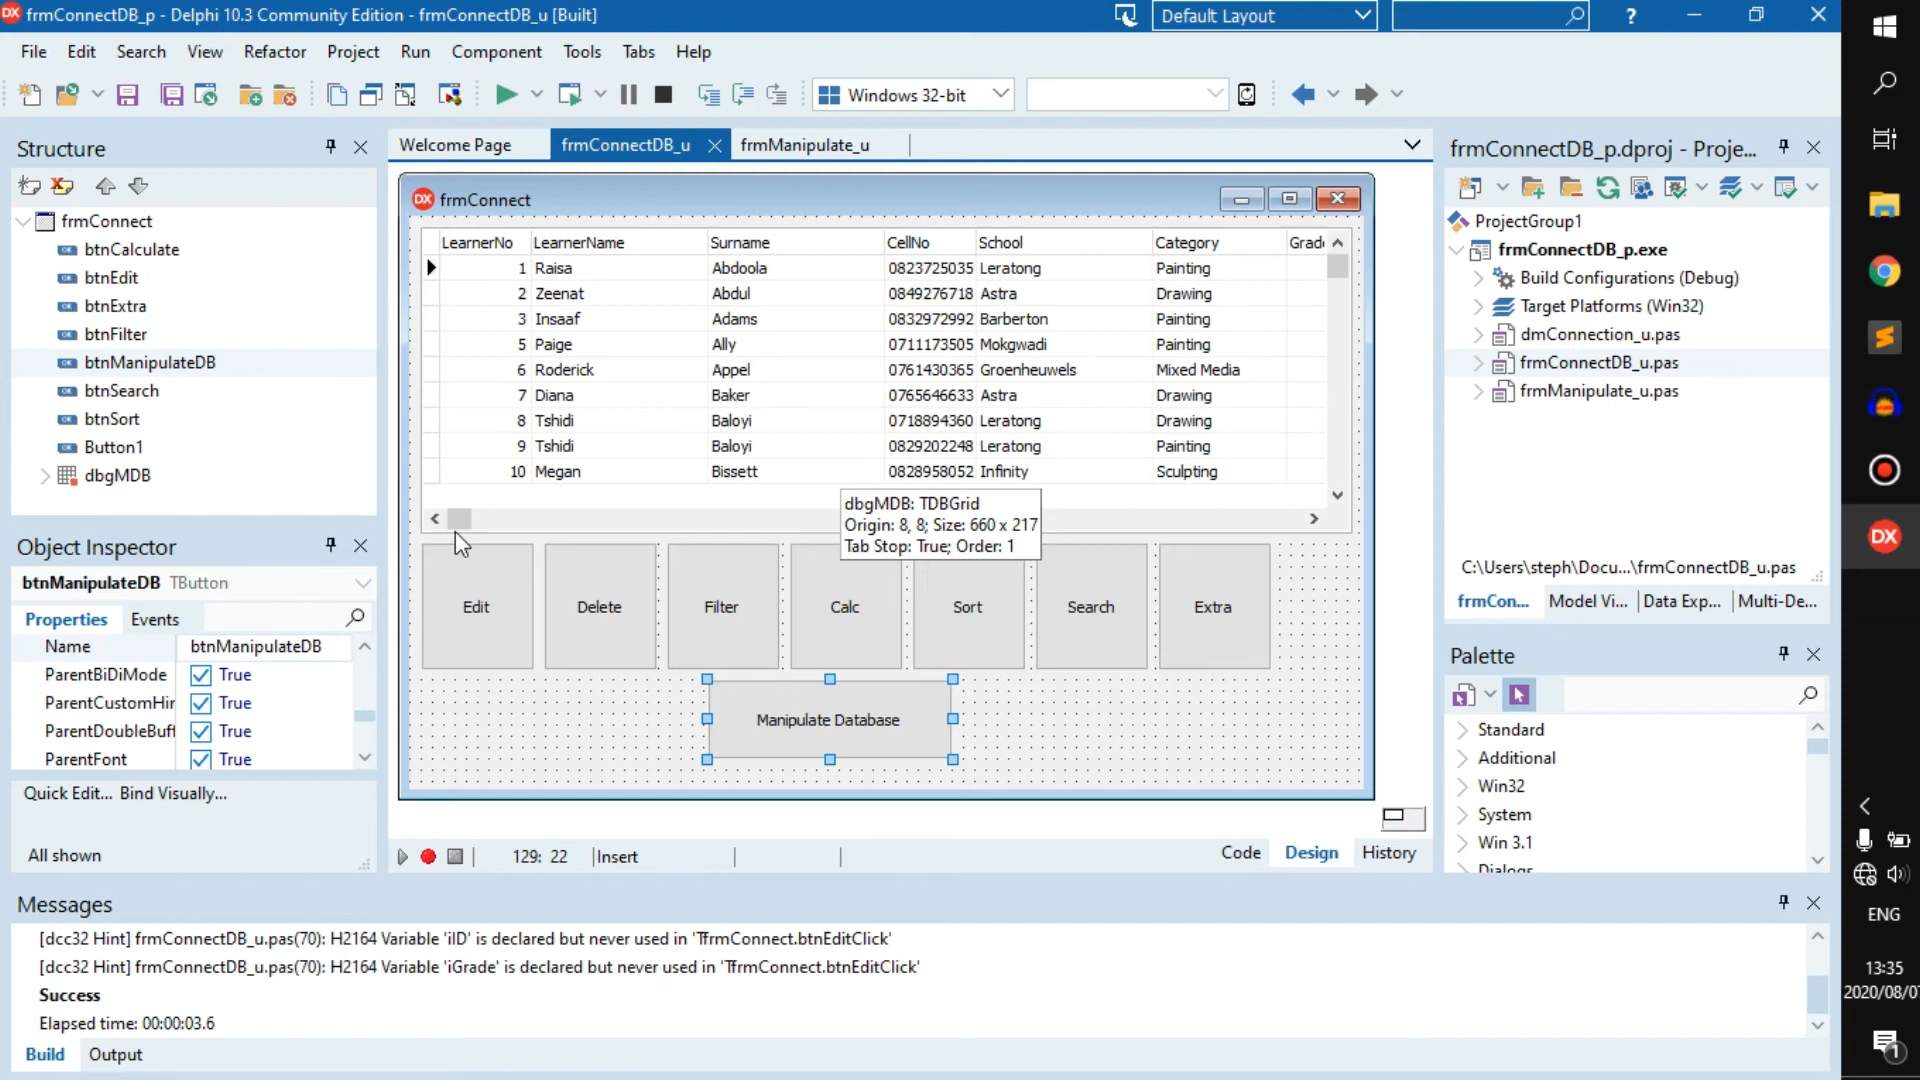 frmConnectDB_p - Delphi 10.3 Community Edition - frmConnectDB_u [Built]
Default Layout
?
File Edit Search View Refactor Project Run Component Tools Tabs Help
Windows 32-bit
Structure
frmConnect
btnCalculate
btnEdit
btnExtra
btnFilter
btnManipulateDB
btnSearch
btnSort
Button1
dbgMDB
Object Inspector
btnManipulateDB TButton
Properties Events
Name btnManipulateDB
ParentBiDiMode True
ParentCustomHir True
ParentDoubleBuff True
ParentFont True
Quick Edit... Bind Visually...
All shown
Welcome Page frmConnectDB_u frmManipulate_u
frmConnect
LearnerNo LearnerName Surname CellNo School Category Grade
1 Raisa Abdoola 0823725035 Leratong Painting
2 Zeenat Abdul 0849276718 Astra Drawing
3 Insaaf Adams 0832972992 Barberton Painting
5 Paige Ally 0711173505 Mokgwadi Painting
6 Roderick Appel 0761430365 Groenheuwels Mixed Media
7 Diana Baker 0765646633 Astra Drawing
8 Tshidi Baloyi 0718894360 Leratong Drawing
9 Tshidi Baloyi 0829202248 Leratong Painting
10 Megan Bissett 0828958052 Infinity Sculpting
dbgMDB: TDBGrid
Origin: 8, 8; Size: 660 x 217
Tab Stop: True; Order: 1
Edit Delete Filter Calc Sort Search Extra
Manipulate Database
129: 22 Insert
Code Design History
frmConnectDB_p.dproj - Proje...
ProjectGroup1
frmConnectDB_p.exe
Build Configurations (Debug)
Target Platforms (Win32)
dmConnection_u.pas
frmConnectDB_u.pas
frmManipulate_u.pas
C:\Users\steph\Docu...\frmConnectDB_u.pas
frmCon... Model Vi... Data Exp... Multi-De...
Palette
Standard
Additional
Win32
System
Win 3.1
Dialogs
Messages
[dcc32 Hint] frmConnectDB_u.pas(70): H2164 Variable 'iID' is declared but never used in 'TfrmConnect.btnEditClick'
[dcc32 Hint] frmConnectDB_u.pas(70): H2164 Variable 'iGrade' is declared but never used in 'TfrmConnect.btnEditClick'
Success
Elapsed time: 00:00:03.6
Build Output
DX
ENG
13:35
2020/08/0
1